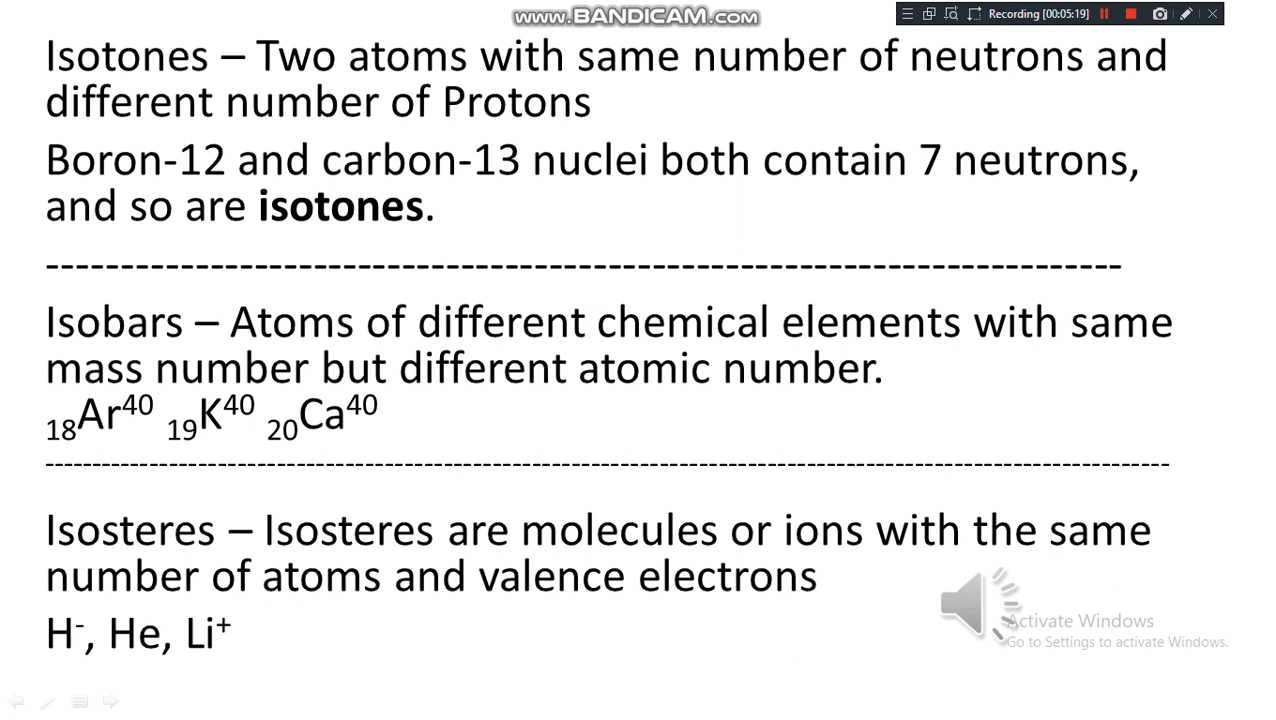 www.BANDICAM.com
Recording [00:05:19]
Isotones – Two atoms with same number of neutrons and
different number of Protons
Boron-12 and carbon-13 nuclei both contain 7 neutrons,
and so are isotones.
------------------------------------------------------------------------
Isobars – Atoms of different chemical elements with same
mass number but different atomic number.
₁₈Ar⁴⁰ ₁₉K⁴⁰ ₂₀Ca⁴⁰
--------------------------------------------------------------------------------------------------------------------
Isosteres – Isosteres are molecules or ions with the same
number of atoms and valence electrons
H⁻, He, Li⁺
Activate Windows
Go to Settings to activate Windows.